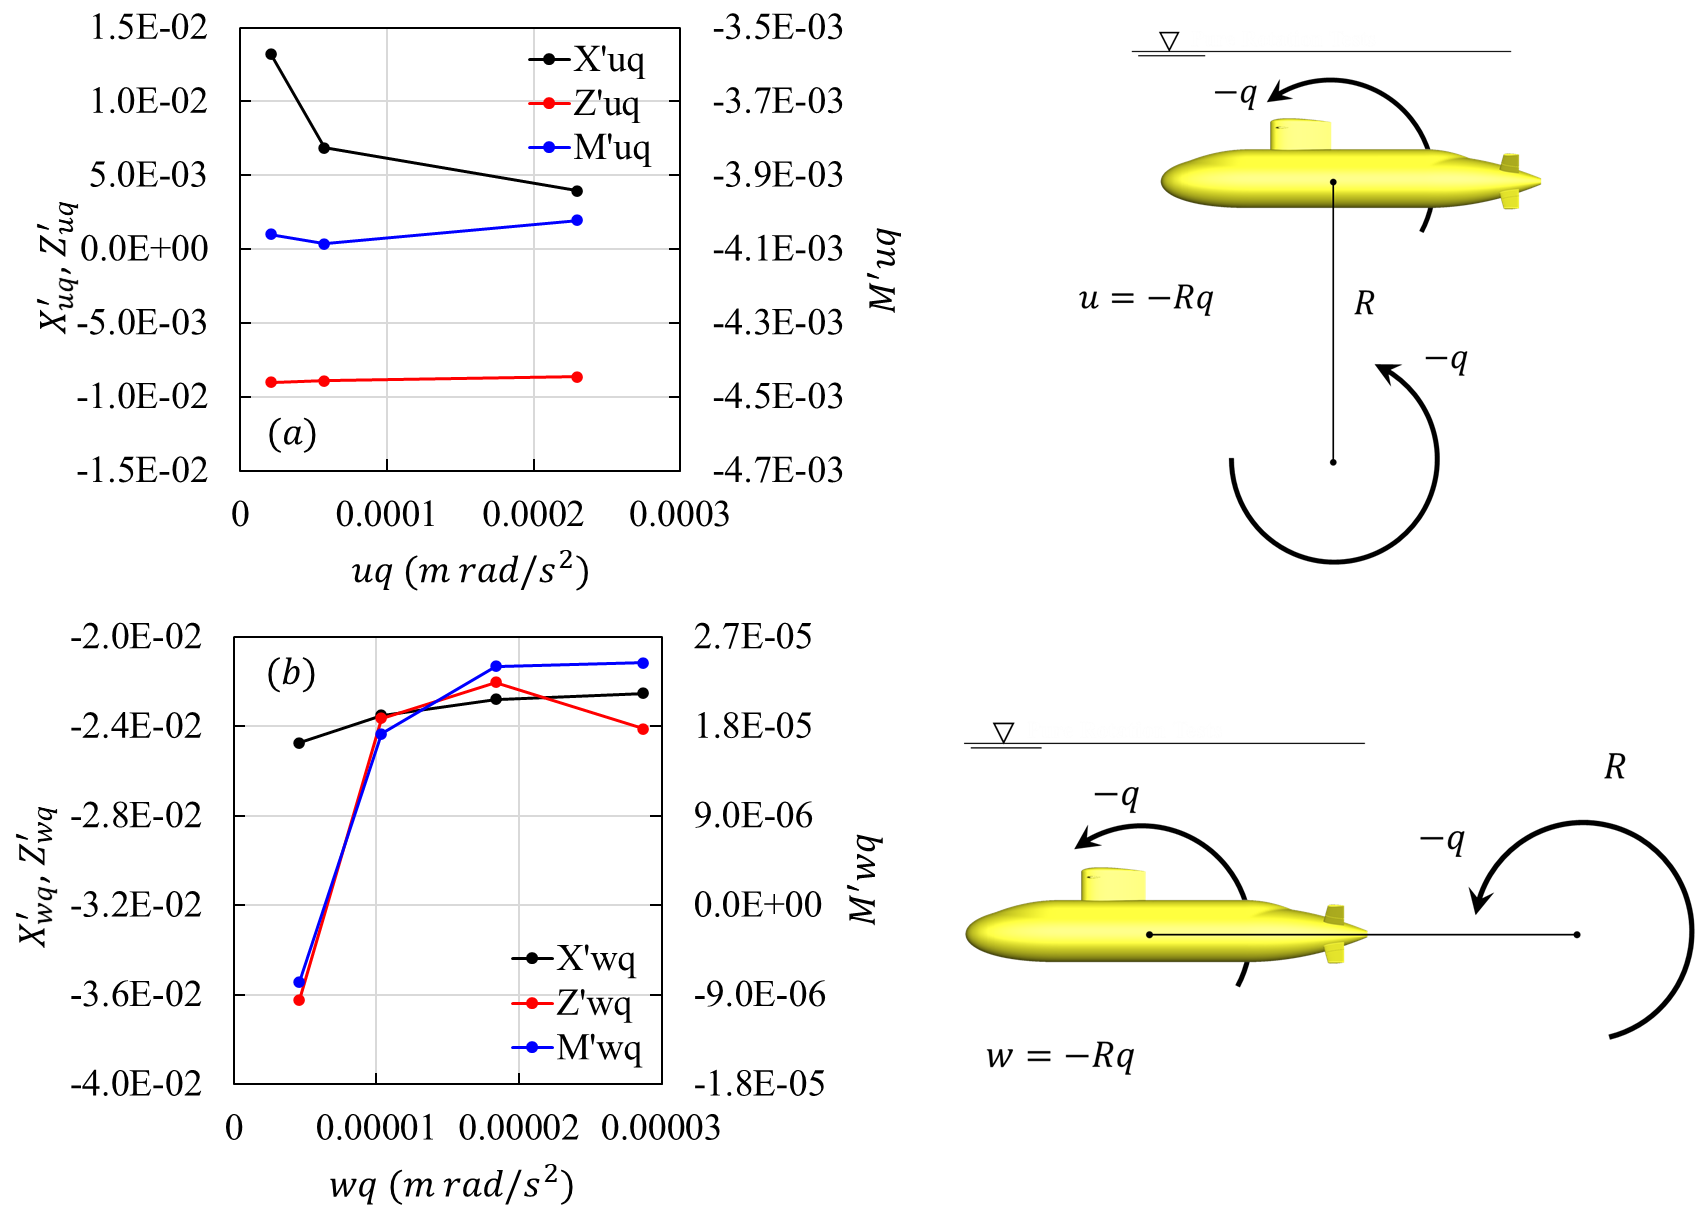 1.5E-02
1.0E-02
5.0E-03
0.0E+00
-5.0E-03
-1.0E-02
-1.5E-02
X'uq, Z'uq
-3.5E-03
-3.7E-03
-3.9E-03
-4.1E-03
-4.3E-03
-4.5E-03
-4.7E-03
M'uq
X'uq
Z'uq
M'uq
(a)
0 0.0001 0.0002 0.0003
uq (m rad/s²)
−q
u = −Rq
R
−q
-2.0E-02
-2.4E-02
-2.8E-02
-3.2E-02
-3.6E-02
-4.0E-02
X'wq, Z'wq
2.7E-05
1.8E-05
9.0E-06
0.0E+00
-9.0E-06
-1.8E-05
M'wq
(b)
X'wq
Z'wq
M'wq
0 0.00001 0.00002 0.00003
wq (m rad/s²)
R
−q
−q
w = −Rq